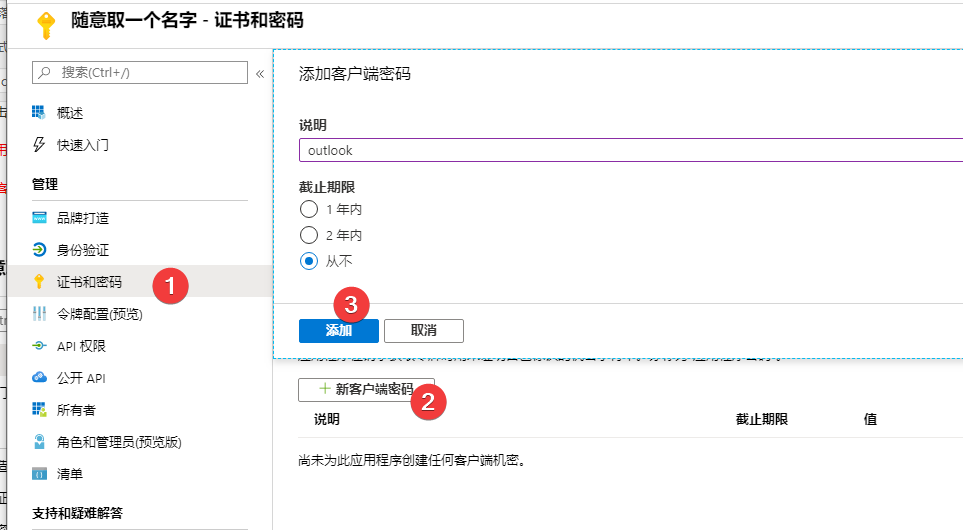 随意取一个名字 - 证书和密码
搜索(Ctrl+/)
«
概述
快速入门
管理
品牌打造
身份验证
证书和密码
1
令牌配置(预览)
API 权限
公开 API
所有者
角色和管理员(预览版)
清单
支持和疑难解答
添加客户端密码
说明
outlook
截止期限
1 年内
2 年内
从不
3
添加
取消
新客户端密码
2
说明 截止期限 值
尚未为此应用程序创建任何客户端机密。